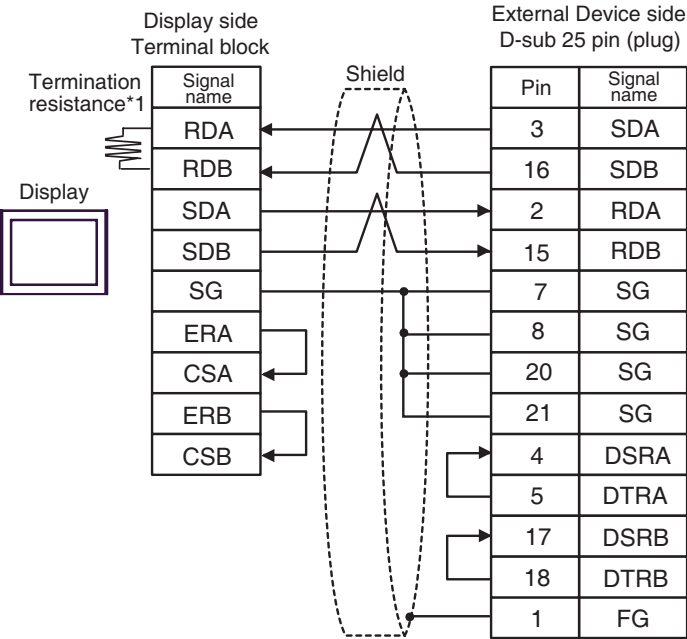 Display side
Terminal block
External Device side
D-sub 25 pin (plug)
Termination
resistance*1
Shield
Display
Signal
name
RDA
RDB
SDA
SDB
SG
ERA
CSA
ERB
CSB
Pin
Signal
name
3 SDA
16 SDB
2 RDA
15 RDB
7 SG
8 SG
20 SG
21 SG
4 DSRA
5 DTRA
17 DSRB
18 DTRB
1 FG